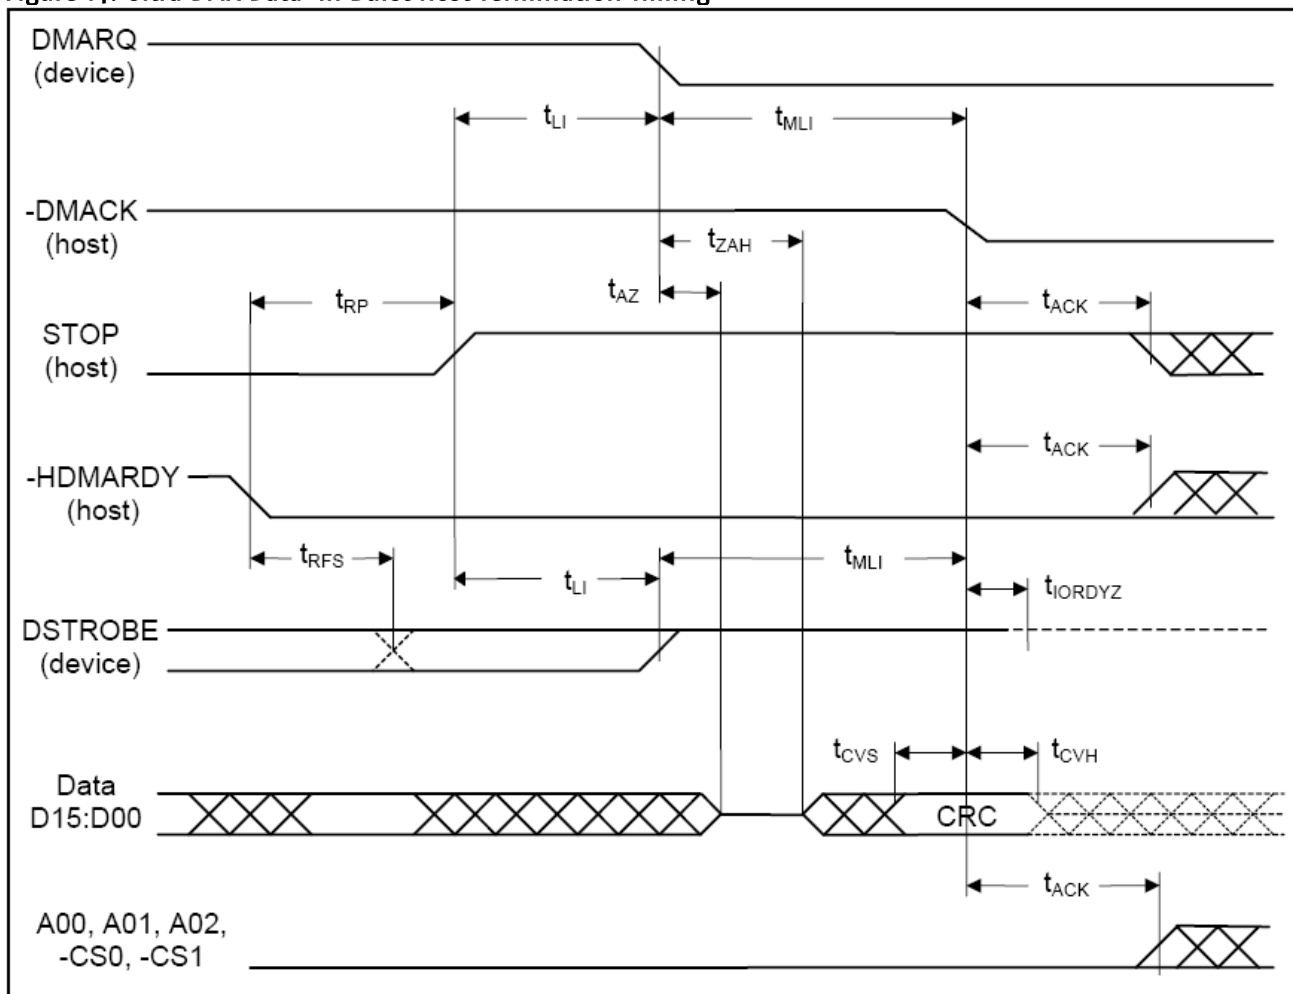 DMARQ
(device)
tLI
tMLI
-DMACK
(host)
tZAH
tAZ
tRP
tACK
STOP
(host)
tACK
-HDMARDY
(host)
tRFS
tLI
tMLI
tIORDYZ
DSTROBE
(device)
tCVS
tCVH
Data
D15:D00
CRC
tACK
A00, A01, A02,
-CS0, -CS1